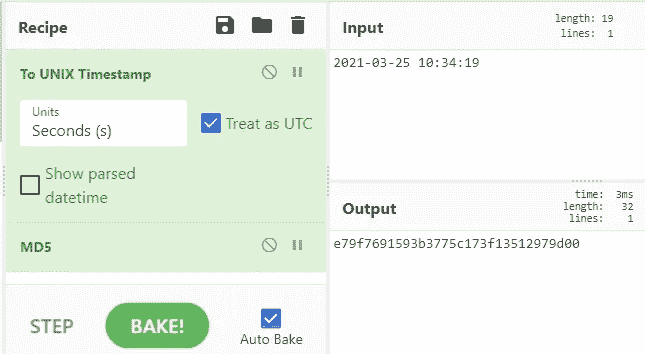 Recipe
To UNIX Timestamp
Units
Seconds (s)
Treat as UTC
Show parsed
datetime
MD5
STEP
BAKE!
Auto Bake
Input
length: 19
lines: 1
2021-03-25 10:34:19
Output
time: 3ms
length: 32
lines: 1
e79f7691593b3775c173f13512979d00